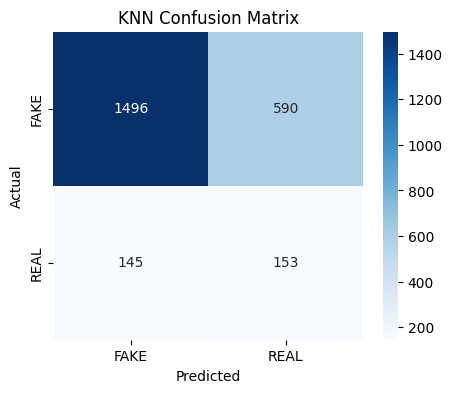 KNN Confusion Matrix
1400
1200
1000
800
600
400
200
Actual
FAKE
1496
590
REAL
145
153
FAKE
REAL
Predicted